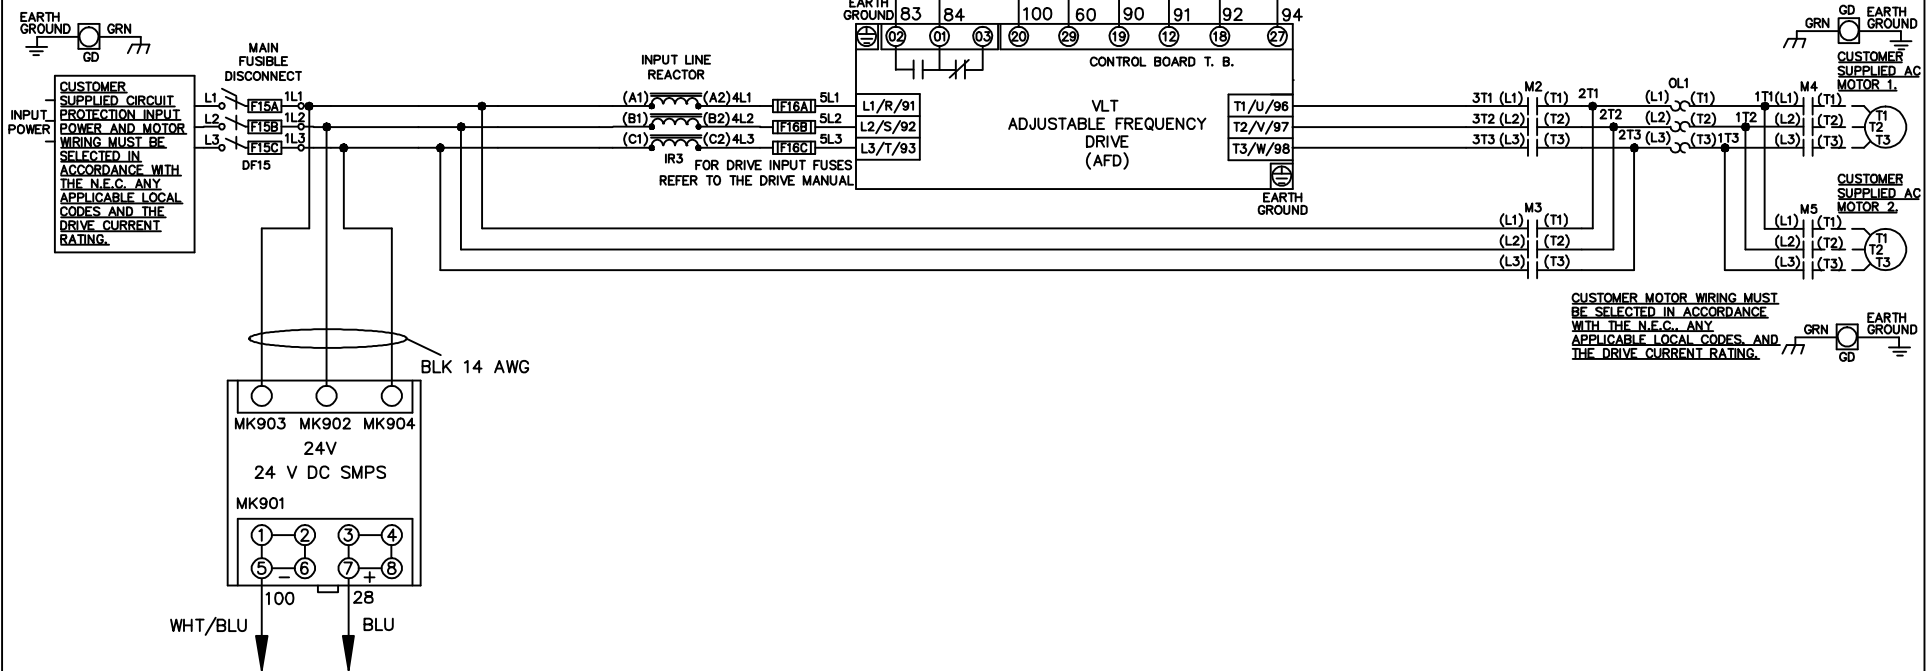 EARTH
GROUND
GRN
GD
MAIN
FUSIBLE
DISCONNECT
INPUT
POWER
CUSTOMER
SUPPLIED CIRCUIT
PROTECTION INPUT
POWER AND MOTOR
WIRING MUST BE
SELECTED IN
ACCORDANCE WITH
THE N.E.C. ANY
APPLICABLE LOCAL
CODES AND THE
DRIVE CURRENT
RATING.
L1 F15A 1L1
L2 F15B 1L2
L3 F15C 1L3
DF15
INPUT LINE
REACTOR
(A1) (A2) 4L1 F16A 5L1
(B1) (B2) 4L2 F16B 5L2
(C1) (C2) 4L3 F16C 5L3
IR3
FOR DRIVE INPUT FUSES
REFER TO THE DRIVE MANUAL
EARTH
GROUND
83 84 100 60 90 91 92 94
02 01 03 20 29 19 12 18 27
CONTROL BOARD T. B.
L1/R/91
L2/S/92
L3/T/93
VLT
ADJUSTABLE FREQUENCY
DRIVE
(AFD)
T1/U/96
T2/V/97
T3/W/98
EARTH
GROUND
M2
3T1 (L1) (T1) 2T1
3T2 (L2) (T2) 2T2
3T3 (L3) (T3) 2T3
OL1
(L1) (T1) 1T1
(L2) (T2) 1T2
(L3) (T3) 1T3
M4
(L1) (T1)
(L2) (T2)
(L3) (T3)
T1
T2
T3
GD
GRN
EARTH
GROUND
CUSTOMER
SUPPLIED AC
MOTOR 1.
M3
(L1) (T1)
(L2) (T2)
(L3) (T3)
M5
(L1) (T1)
(L2) (T2)
(L3) (T3)
T1
T2
T3
CUSTOMER
SUPPLIED AC
MOTOR 2.
CUSTOMER MOTOR WIRING MUST
BE SELECTED IN ACCORDANCE
WITH THE N.E.C., ANY
APPLICABLE LOCAL CODES, AND
THE DRIVE CURRENT RATING.
GRN
GD
EARTH
GROUND
BLK 14 AWG
MK903 MK902 MK904
24V
24 V DC SMPS
MK901
1 2 3 4
5 6 7 8
- +
100 28
WHT/BLU BLU